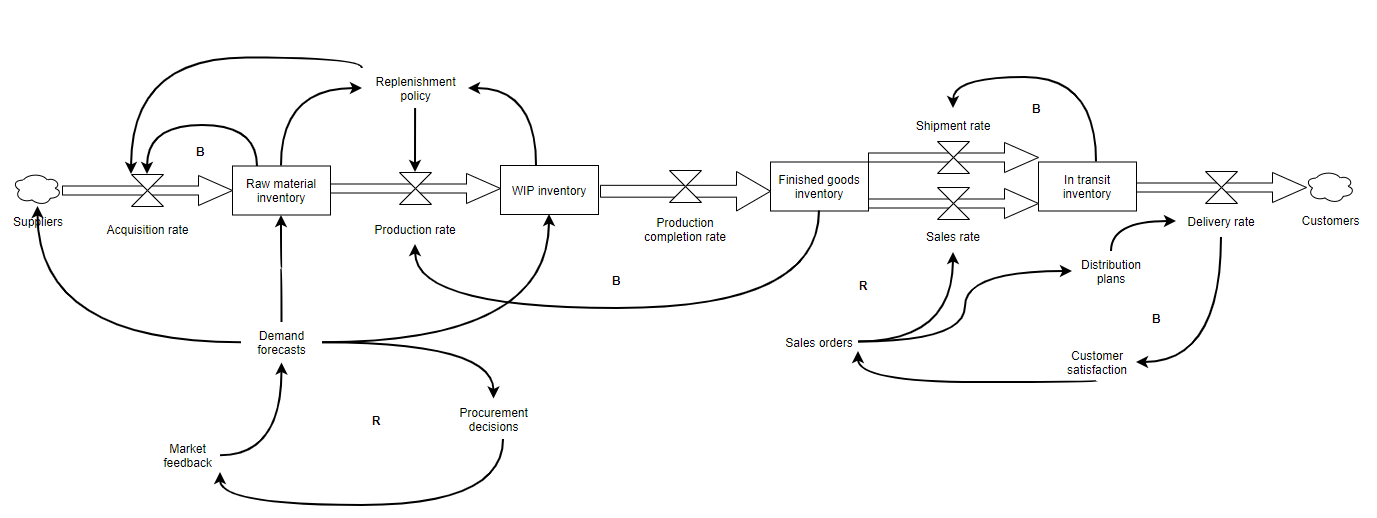 Replenishment
policy
B
Shipment rate
B
Raw material
inventory
WIP inventory
Finished goods
inventory
In transit
inventory
Suppliers
Acquisition rate
Production rate
Production
completion rate
Sales rate
Delivery rate
Customers
B
R
Distribution
plans
B
Demand
forecasts
Sales orders
Customer
satisfaction
R
Procurement
decisions
Market
feedback